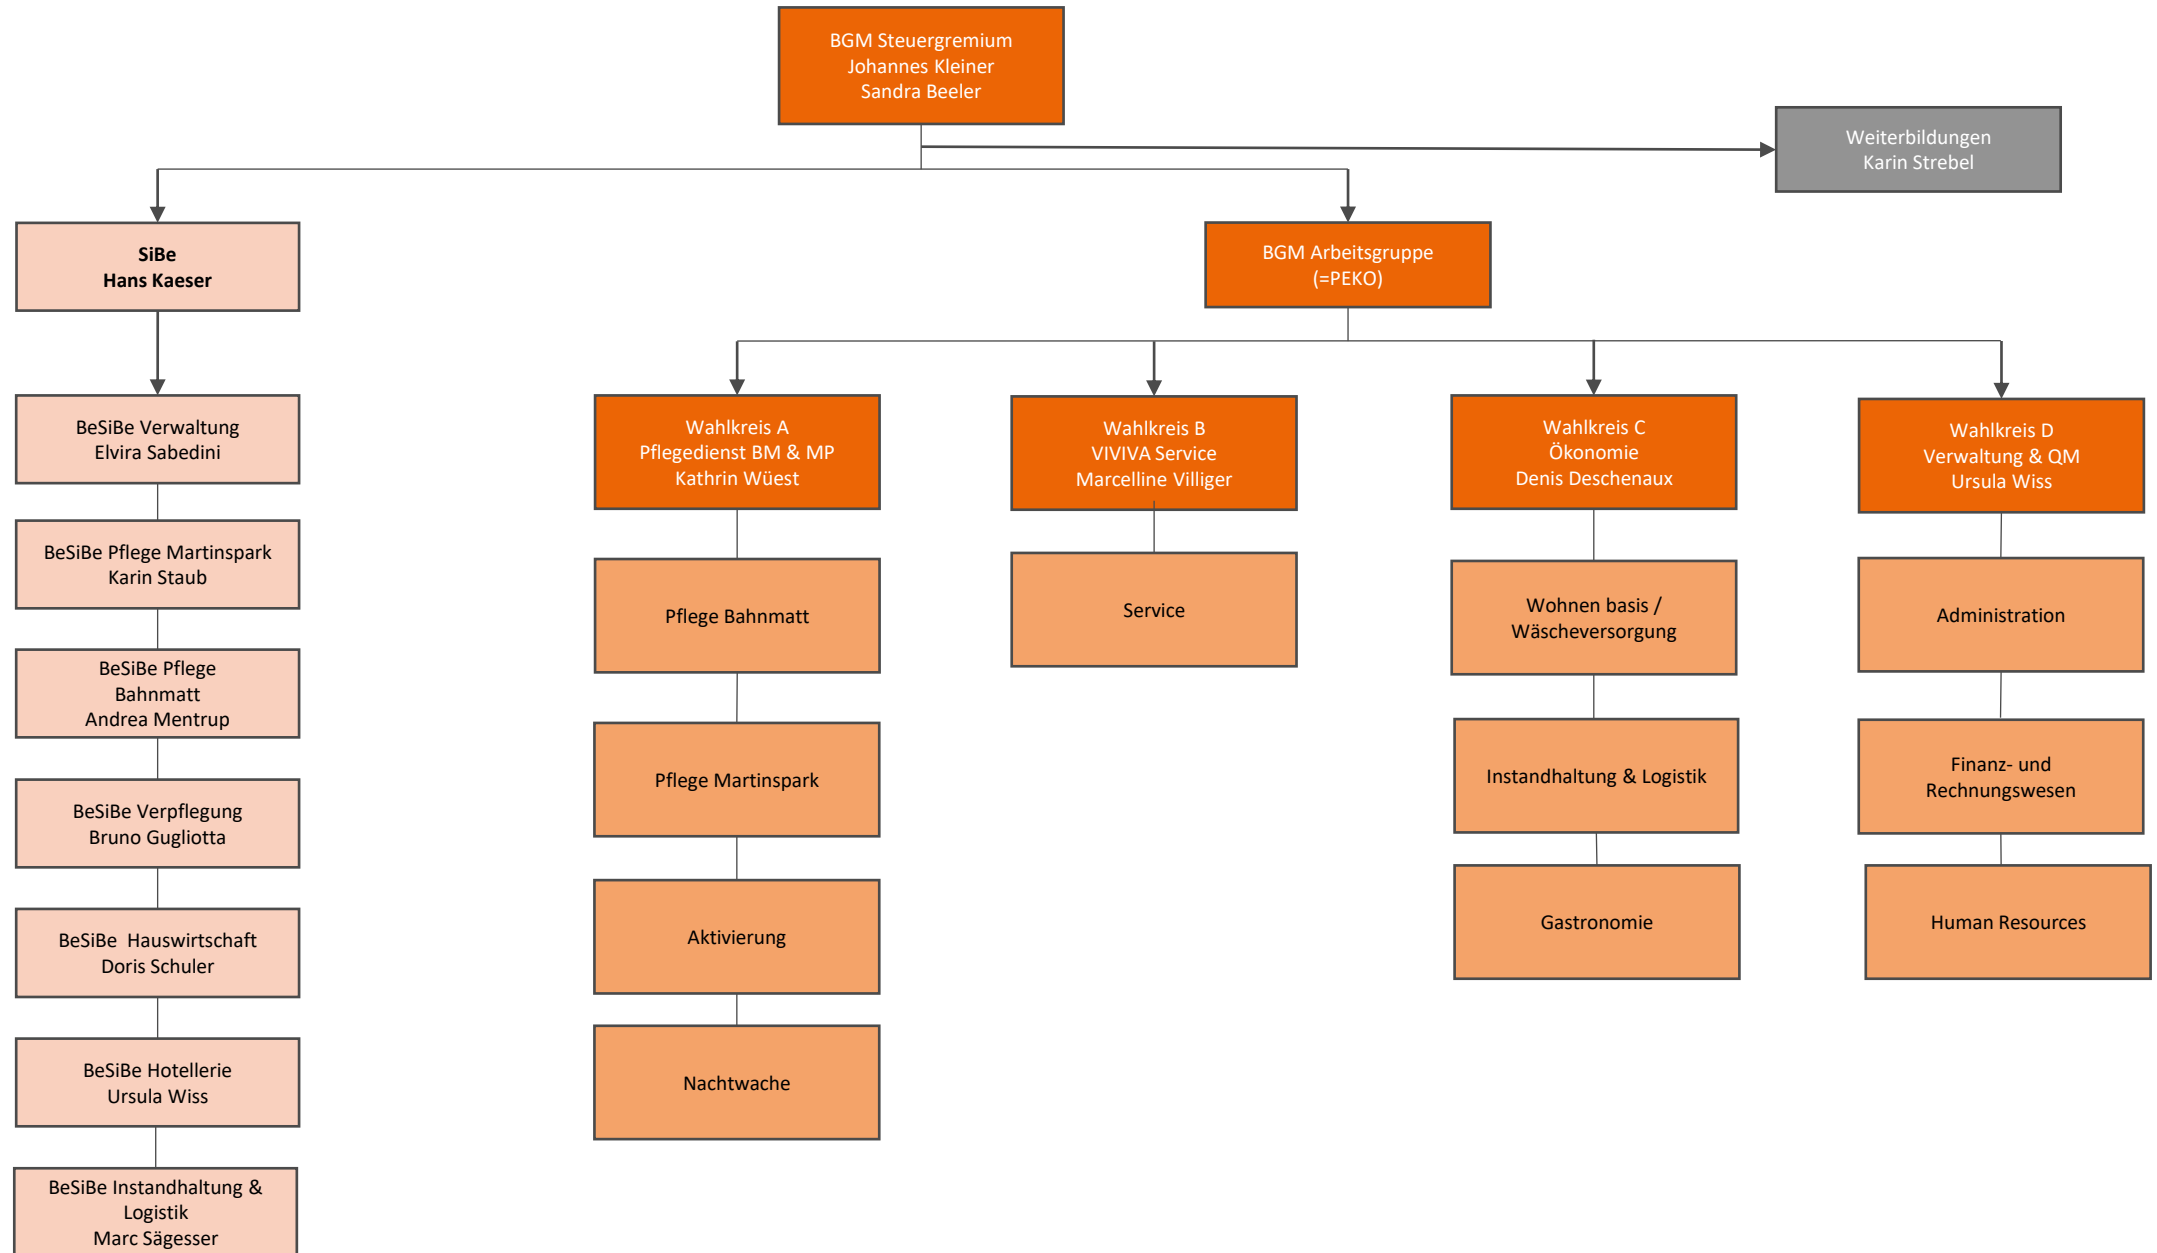 BGM Steuergremium
Johannes Kleiner
Sandra Beeler
Weiterbildungen
Karin Strebel
SiBe
Hans Kaeser
BGM Arbeitsgruppe
(=PEKO)
BeSiBe Verwaltung
Elvira Sabedini
BeSiBe Pflege Martinspark
Karin Staub
BeSiBe Pflege
Bahnmatt
Andrea Mentrup
BeSiBe Verpflegung
Bruno Gugliotta
BeSiBe  Hauswirtschaft
Doris Schuler
BeSiBe Hotellerie
Ursula Wiss
BeSiBe Instandhaltung &
Logistik
Marc Sägesser
Wahlkreis A
Pflegedienst BM & MP
Kathrin Wüest
Pflege Bahnmatt
Pflege Martinspark
Aktivierung
Nachtwache
Wahlkreis B
VIVIVA Service
Marcelline Villiger
Service
Wahlkreis C
Ökonomie
Denis Deschenaux
Wohnen basis /
Wäscheversorgung
Instandhaltung & Logistik
Gastronomie
Wahlkreis D
Verwaltung & QM
Ursula Wiss
Administration
Finanz- und
Rechnungswesen
Human Resources